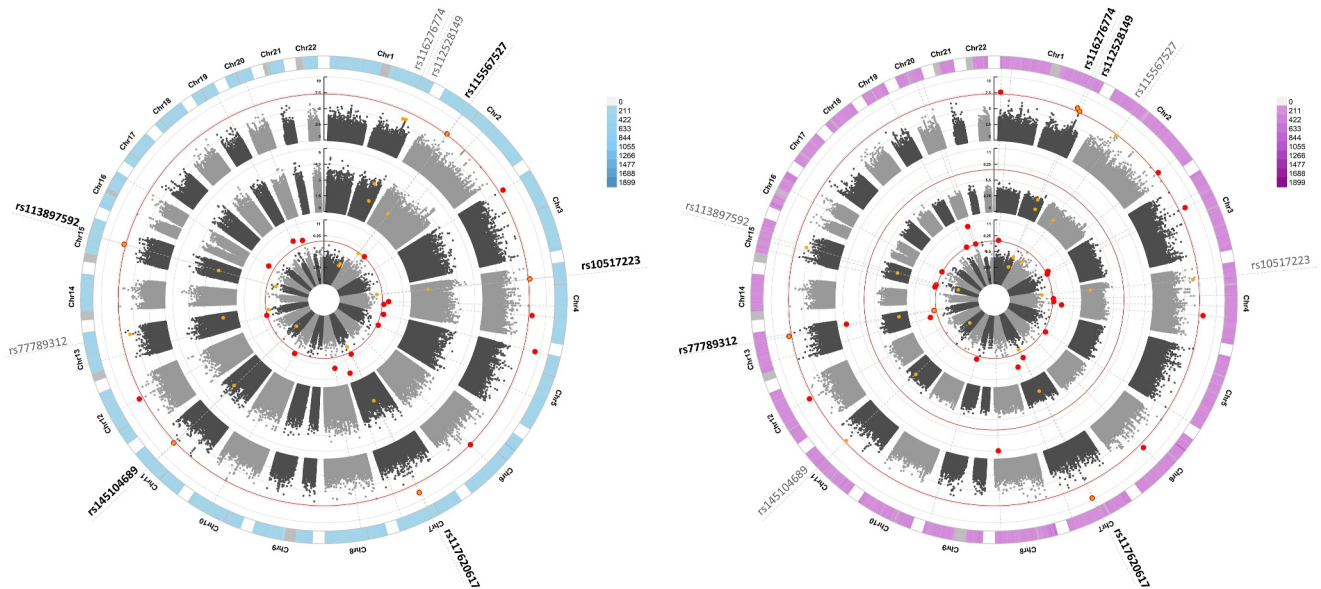 rs116276774
rs112528149
rs115567527
Chr1
Chr2
Chr3
Chr4
Chr5
Chr6
Chr7
Chr8
Chr9
Chr10
Chr11
Chr12
Chr13
Chr14
Chr15
Chr16
Chr17
Chr18
Chr19
Chr20
Chr21
Chr22
rs10517223
rs117620617
rs145104689
rs77789312
rs113897592
0
211
422
633
844
1055
1266
1477
1688
1899
rs116276774
rs112528149
rs115567527
Chr1
Chr2
Chr3
Chr4
Chr5
Chr6
Chr7
Chr8
Chr9
Chr10
Chr11
Chr12
Chr13
Chr14
Chr15
Chr16
Chr17
Chr18
Chr19
Chr20
Chr21
Chr22
rs10517223
rs117620617
rs145104689
rs77789312
rs113897592
0
211
422
633
844
1055
1266
1477
1688
1899